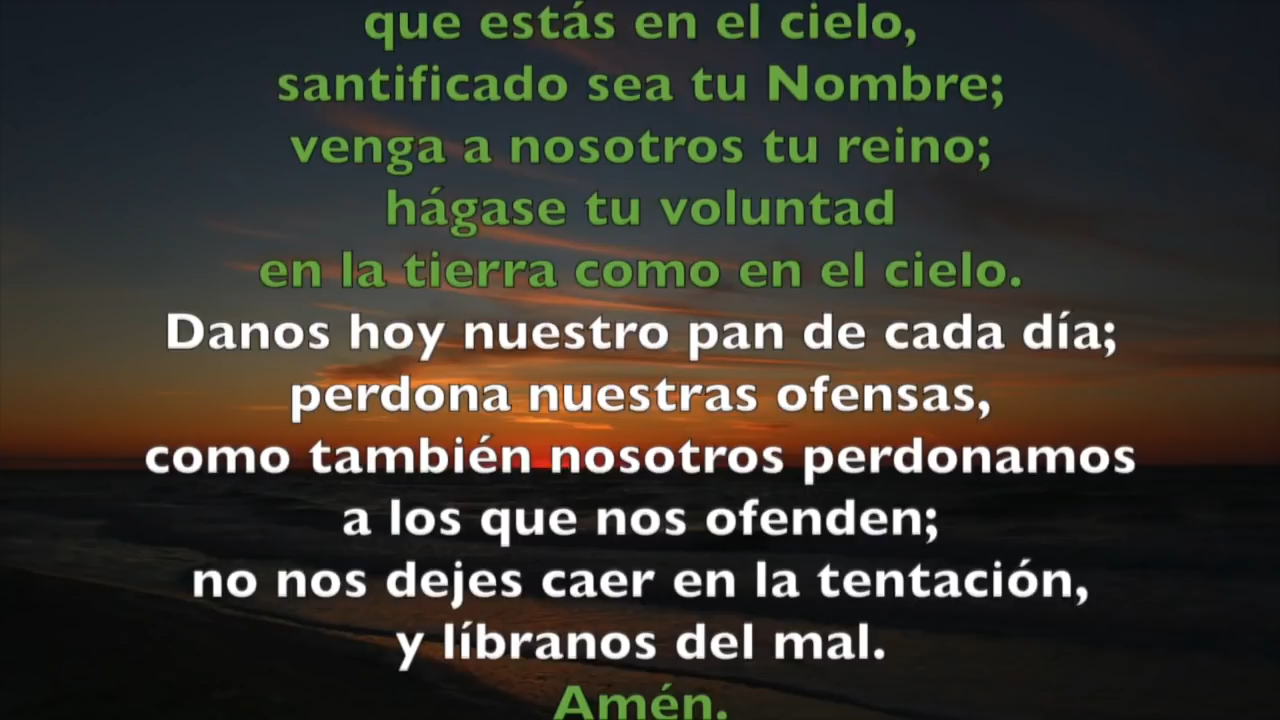 que estás en el cielo,
santificado sea tu Nombre;
venga a nosotros tu reino;
hágase tu voluntad
en la tierra como en el cielo.
Danos hoy nuestro pan de cada día;
perdona nuestras ofensas,
como también nosotros perdonamos
a los que nos ofenden;
no nos dejes caer en la tentación,
y líbranos del mal.
Amén.